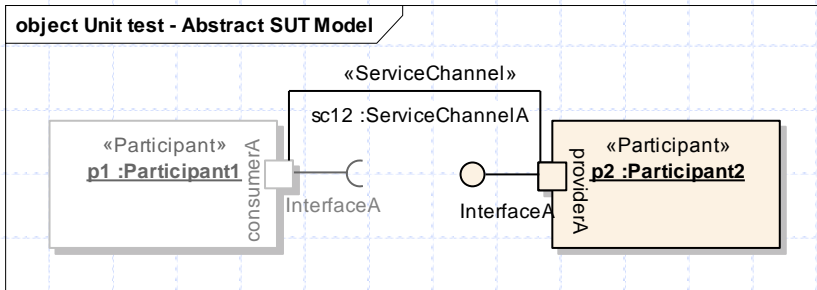 object Unit test - Abstract SUT Model
«ServiceChannel»
sc12 :ServiceChannelA
«Participant»
p1 :Participant1
consumerA
InterfaceA
InterfaceA
providerA
«Participant»
p2 :Participant2